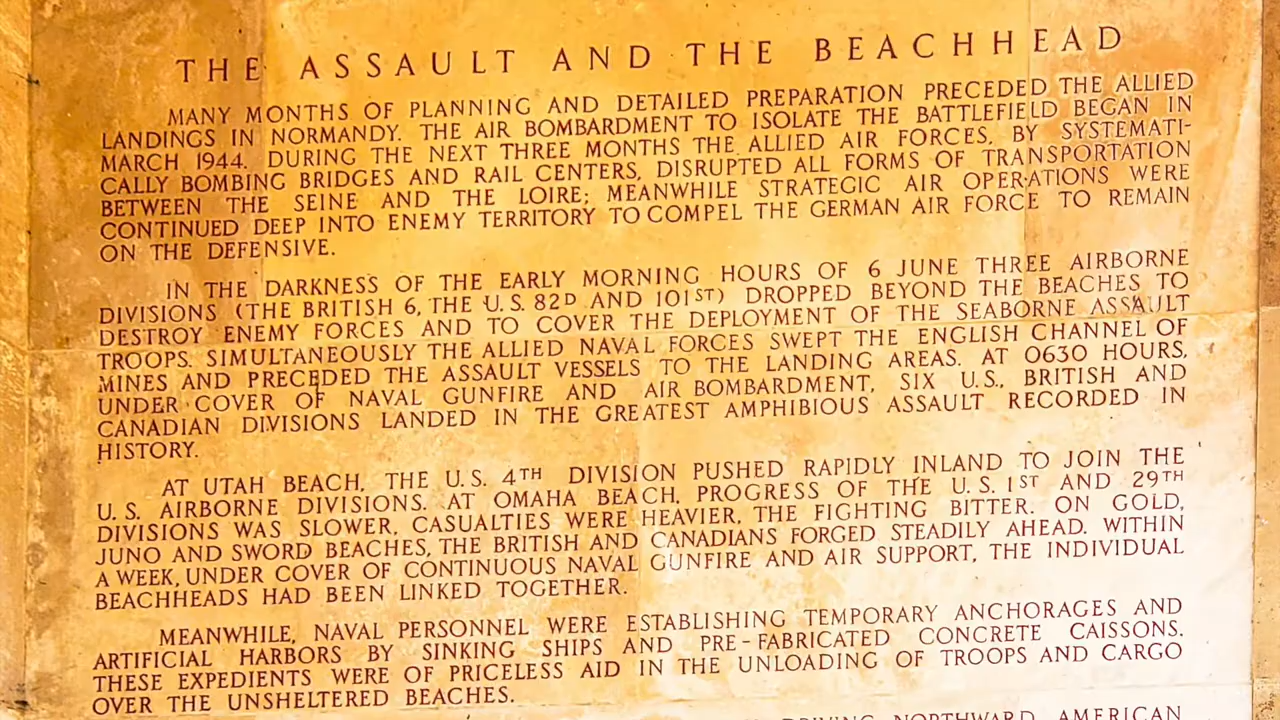 THE ASSAULT AND THE BEACHHEAD
MANY MONTHS OF PLANNING AND DETAILED PREPARATION PRECEDED THE ALLIED
LANDINGS IN NORMANDY. THE AIR BOMBARDMENT TO ISOLATE THE BATTLEFIELD BEGAN IN
MARCH 1944. DURING THE NEXT THREE MONTHS THE ALLIED AIR FORCES, BY SYSTEMATI-
CALLY BOMBING BRIDGES AND RAIL CENTERS, DISRUPTED ALL FORMS OF TRANSPORTATION
BETWEEN THE SEINE AND THE LOIRE; MEANWHILE STRATEGIC AIR OPERATIONS WERE
CONTINUED DEEP INTO ENEMY TERRITORY TO COMPEL THE GERMAN AIR FORCE TO REMAIN
ON THE DEFENSIVE.
IN THE DARKNESS OF THE EARLY MORNING HOURS OF 6 JUNE THREE AIRBORNE
DIVISIONS (THE BRITISH 6, THE U.S. 82D AND 101ST) DROPPED BEYOND THE BEACHES TO
DESTROY ENEMY FORCES AND TO COVER THE DEPLOYMENT OF THE SEABORNE ASSAULT
TROOPS. SIMULTANEOUSLY THE ALLIED NAVAL FORCES SWEPT THE ENGLISH CHANNEL OF
MINES AND PRECEDED THE ASSAULT VESSELS TO THE LANDING AREAS. AT 0630 HOURS,
UNDER COVER OF NAVAL GUNFIRE AND AIR BOMBARDMENT, SIX U.S., BRITISH AND
CANADIAN DIVISIONS LANDED IN THE GREATEST AMPHIBIOUS ASSAULT RECORDED IN
HISTORY.
AT UTAH BEACH, THE U.S. 4TH DIVISION PUSHED RAPIDLY INLAND TO JOIN THE
U.S. AIRBORNE DIVISIONS. AT OMAHA BEACH, PROGRESS OF THE U.S. 1ST AND 29TH
DIVISIONS WAS SLOWER, CASUALTIES WERE HEAVIER, THE FIGHTING BITTER. ON GOLD,
JUNO AND SWORD BEACHES, THE BRITISH AND CANADIANS FORGED STEADILY AHEAD. WITHIN
A WEEK, UNDER COVER OF CONTINUOUS NAVAL GUNFIRE AND AIR SUPPORT, THE INDIVIDUAL
BEACHHEADS HAD BEEN LINKED TOGETHER.
MEANWHILE, NAVAL PERSONNEL WERE ESTABLISHING TEMPORARY ANCHORAGES AND
ARTIFICIAL HARBORS BY SINKING SHIPS AND PRE-FABRICATED CONCRETE CAISSONS.
THESE EXPEDIENTS WERE OF PRICELESS AID IN THE UNLOADING OF TROOPS AND CARGO
OVER THE UNSHELTERED BEACHES.
DRIVING NORTHWARD AMERICAN